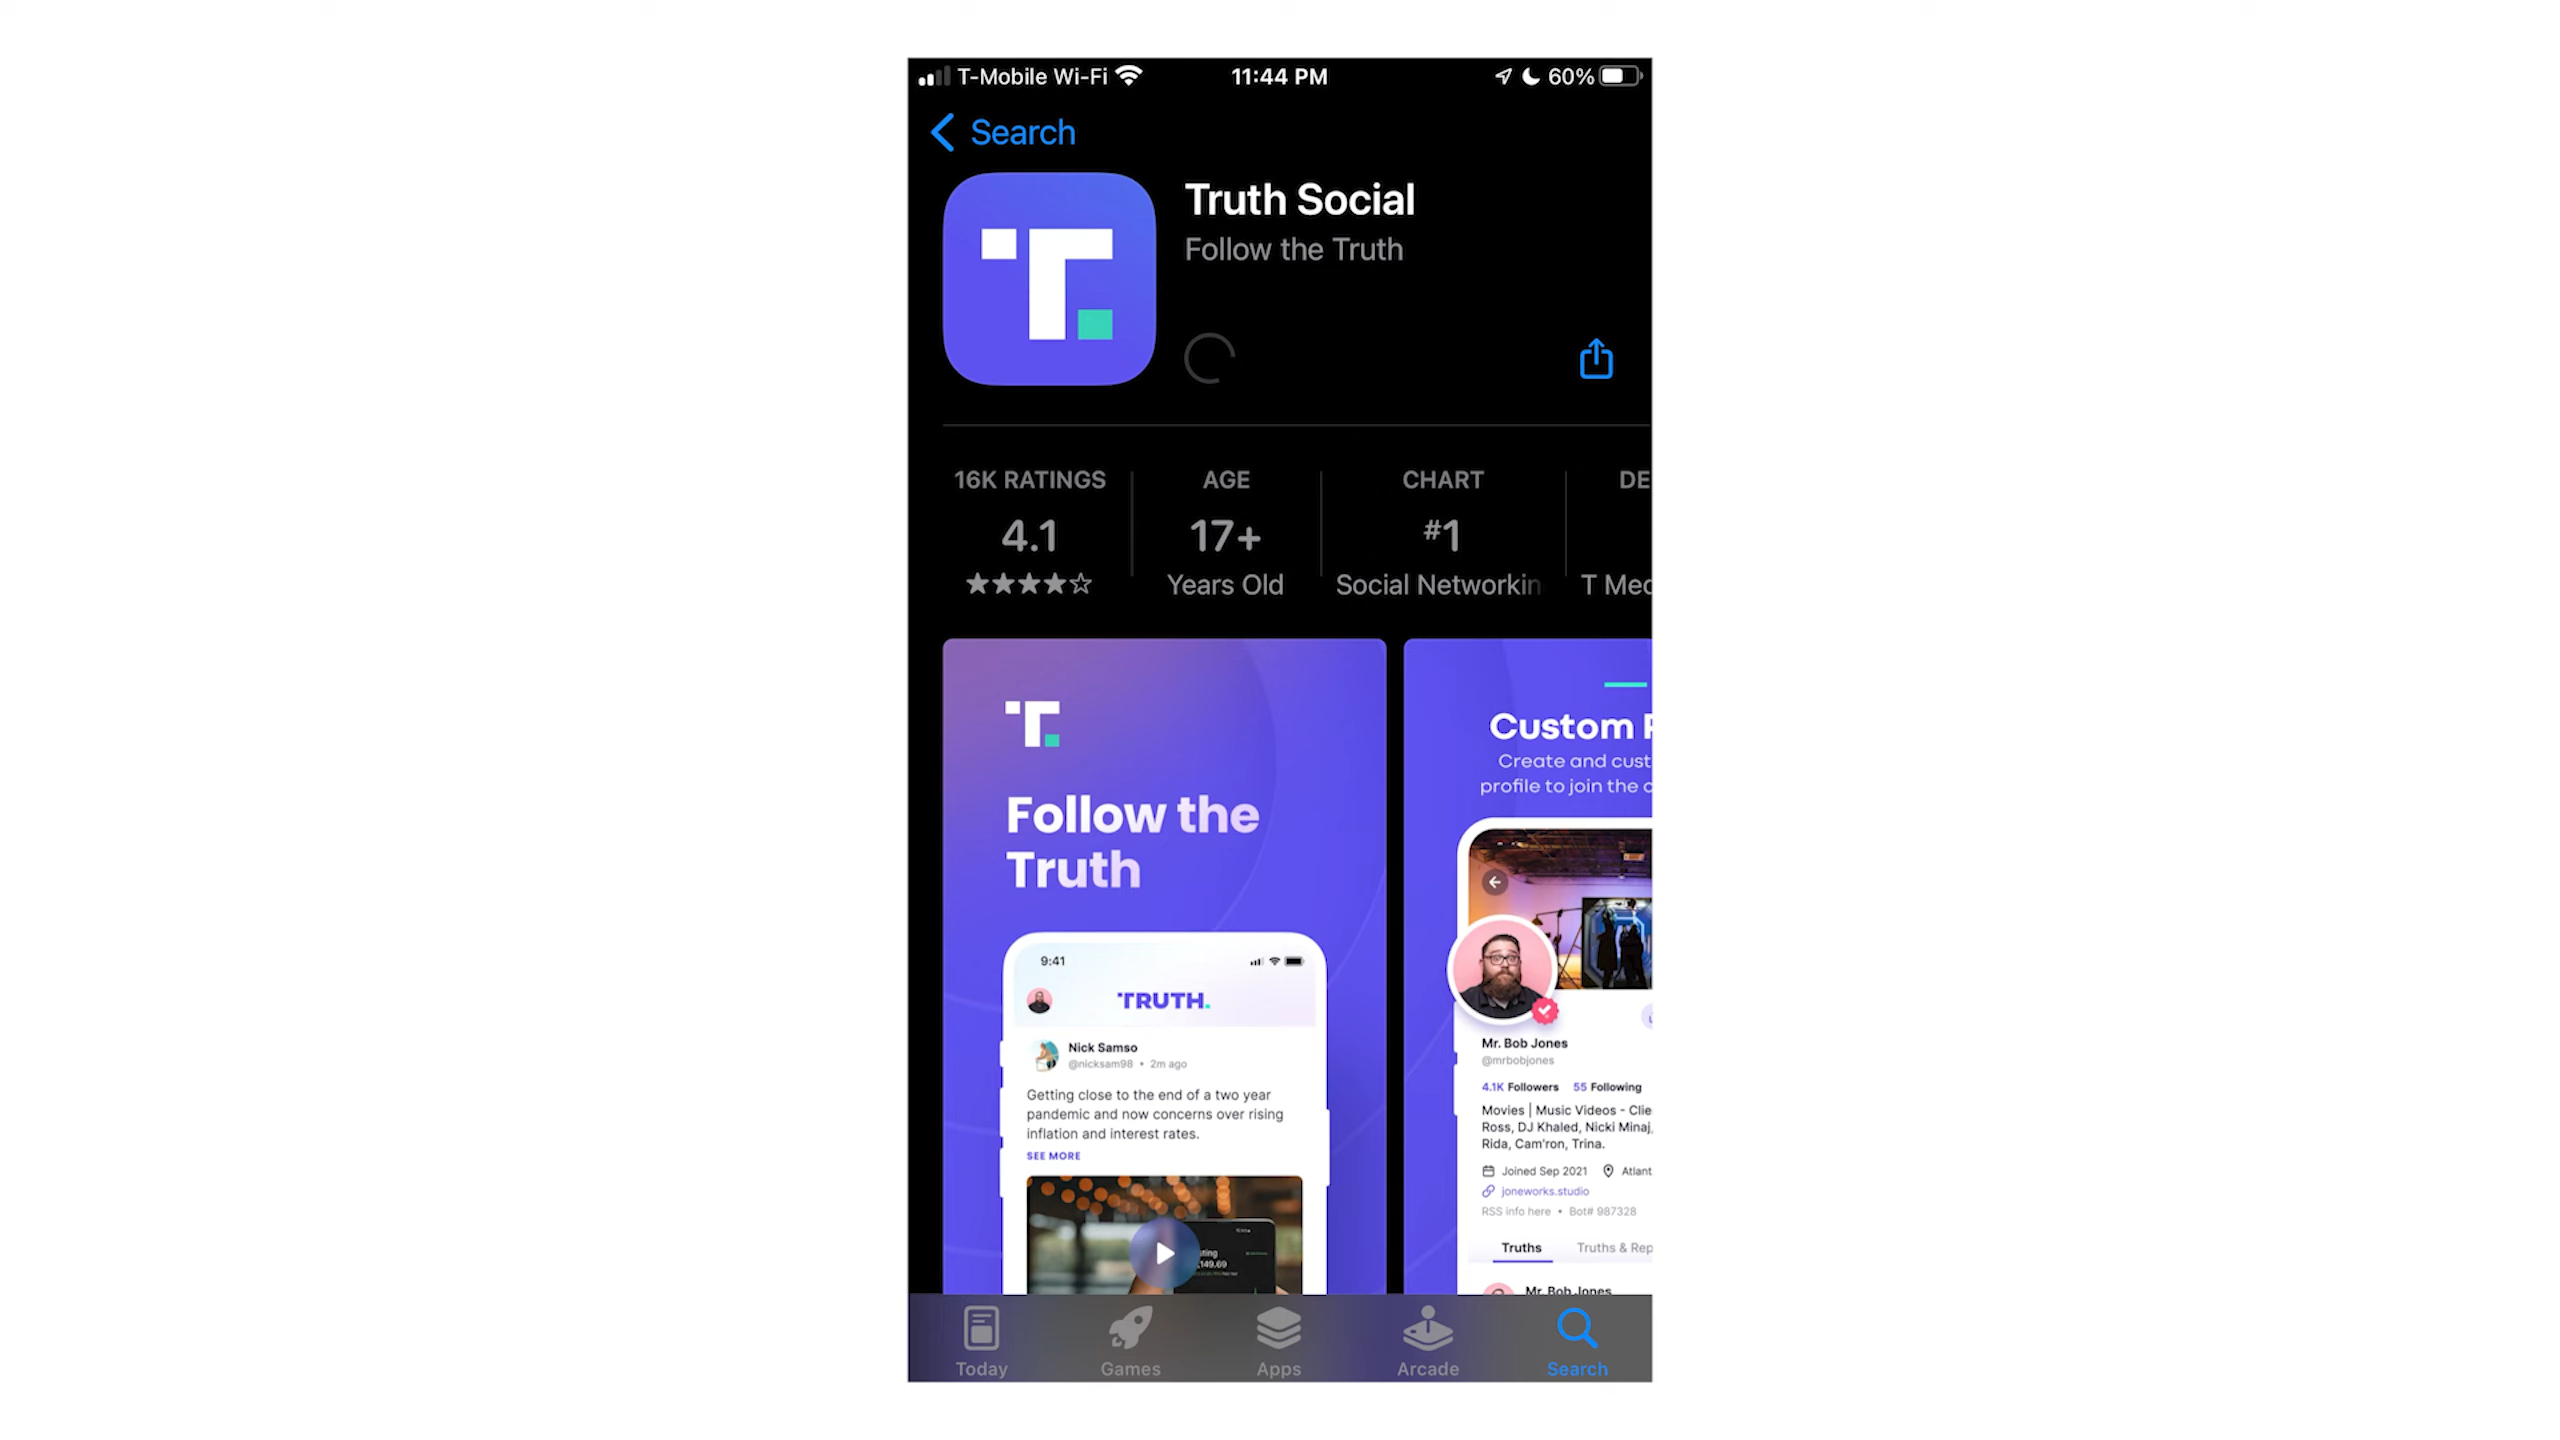 T-Mobile Wi-Fi 11:44 PM 60%
Search
T.
Truth Social
Follow the Truth
16K RATINGS
4.1
AGE
17+
Years Old
CHART
#1
Social Networkin
DE
T Med
T.
Follow the
Truth
9:41
TRUTH.
Nick Samso
@nicksam98 • 2m ago
Getting close to the end of a two year
pandemic and now concerns over rising
inflation and interest rates.
SEE MORE
149.69
Custom P
Create and cust
profile to join the c
Mr. Bob Jones
@mrbobjones
4.1K Followers 55 Following
Movies | Music Videos - Clie
Ross, DJ Khaled, Nicki Minaj,
Rida, Cam'ron, Trina.
Joined Sep 2021 Atlant
joneworks.studio
RSS info here • Bot# 987328
Truths Truths & Rep
Mr. Bob Jones
Today
Games
Apps
Arcade
Search